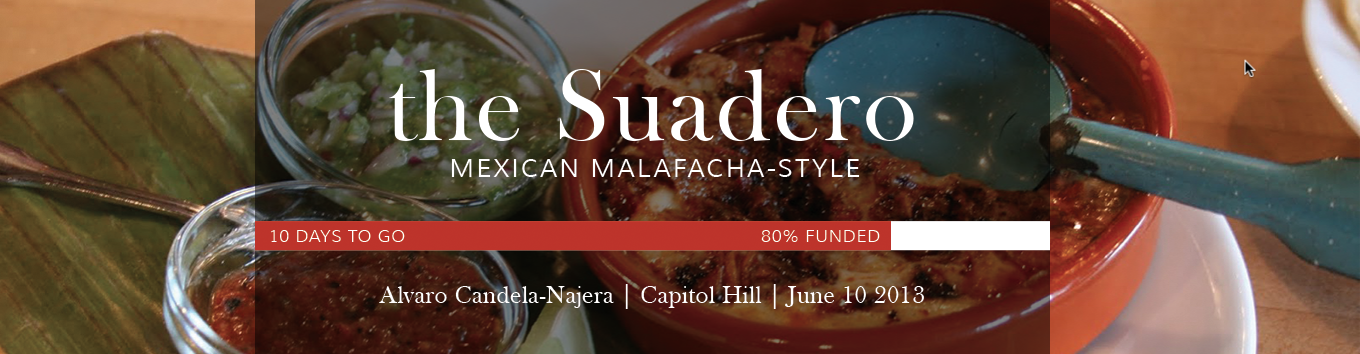 the Suadero
MEXICAN MALAFACHA-STYLE
10 DAYS TO GO 80% FUNDED
Alvaro Candela-Najera | Capitol Hill | June 10 2013